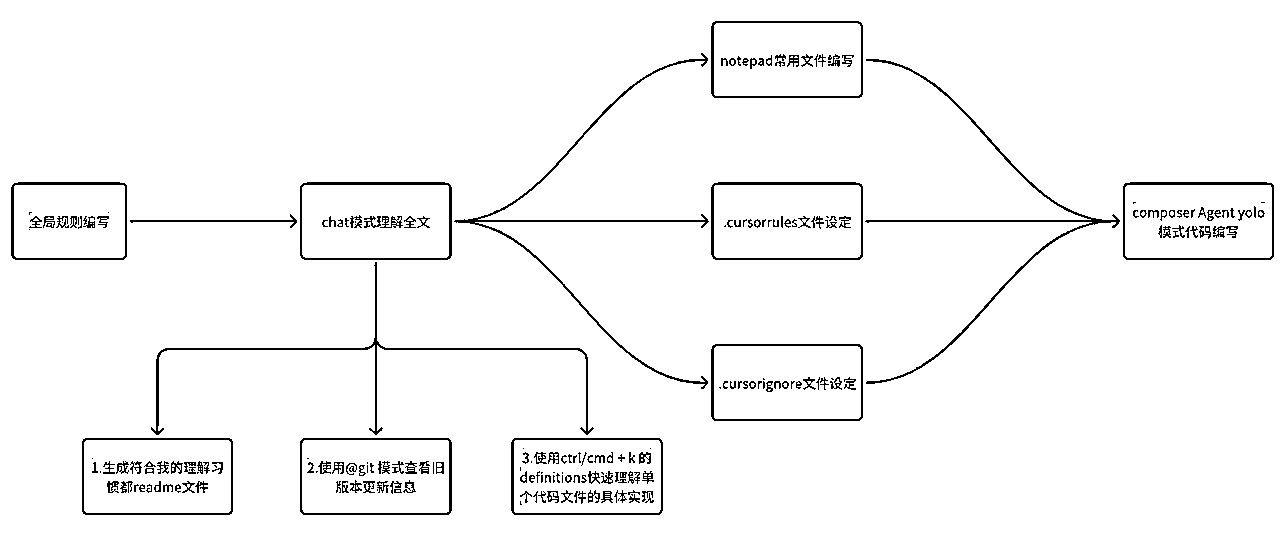 notepad常用文件编写
全局规则编写
chat模式理解全文
.cursorrules文件设定
composer Agent yolo
模式代码编写
.cursorignore文件设定
1.生成符合我的理解习
惯都readme文件
2.使用@git 模式查看旧
版本更新信息
3.使用ctrl/cmd + k 的
definitions快速理解单
个代码文件的具体实现